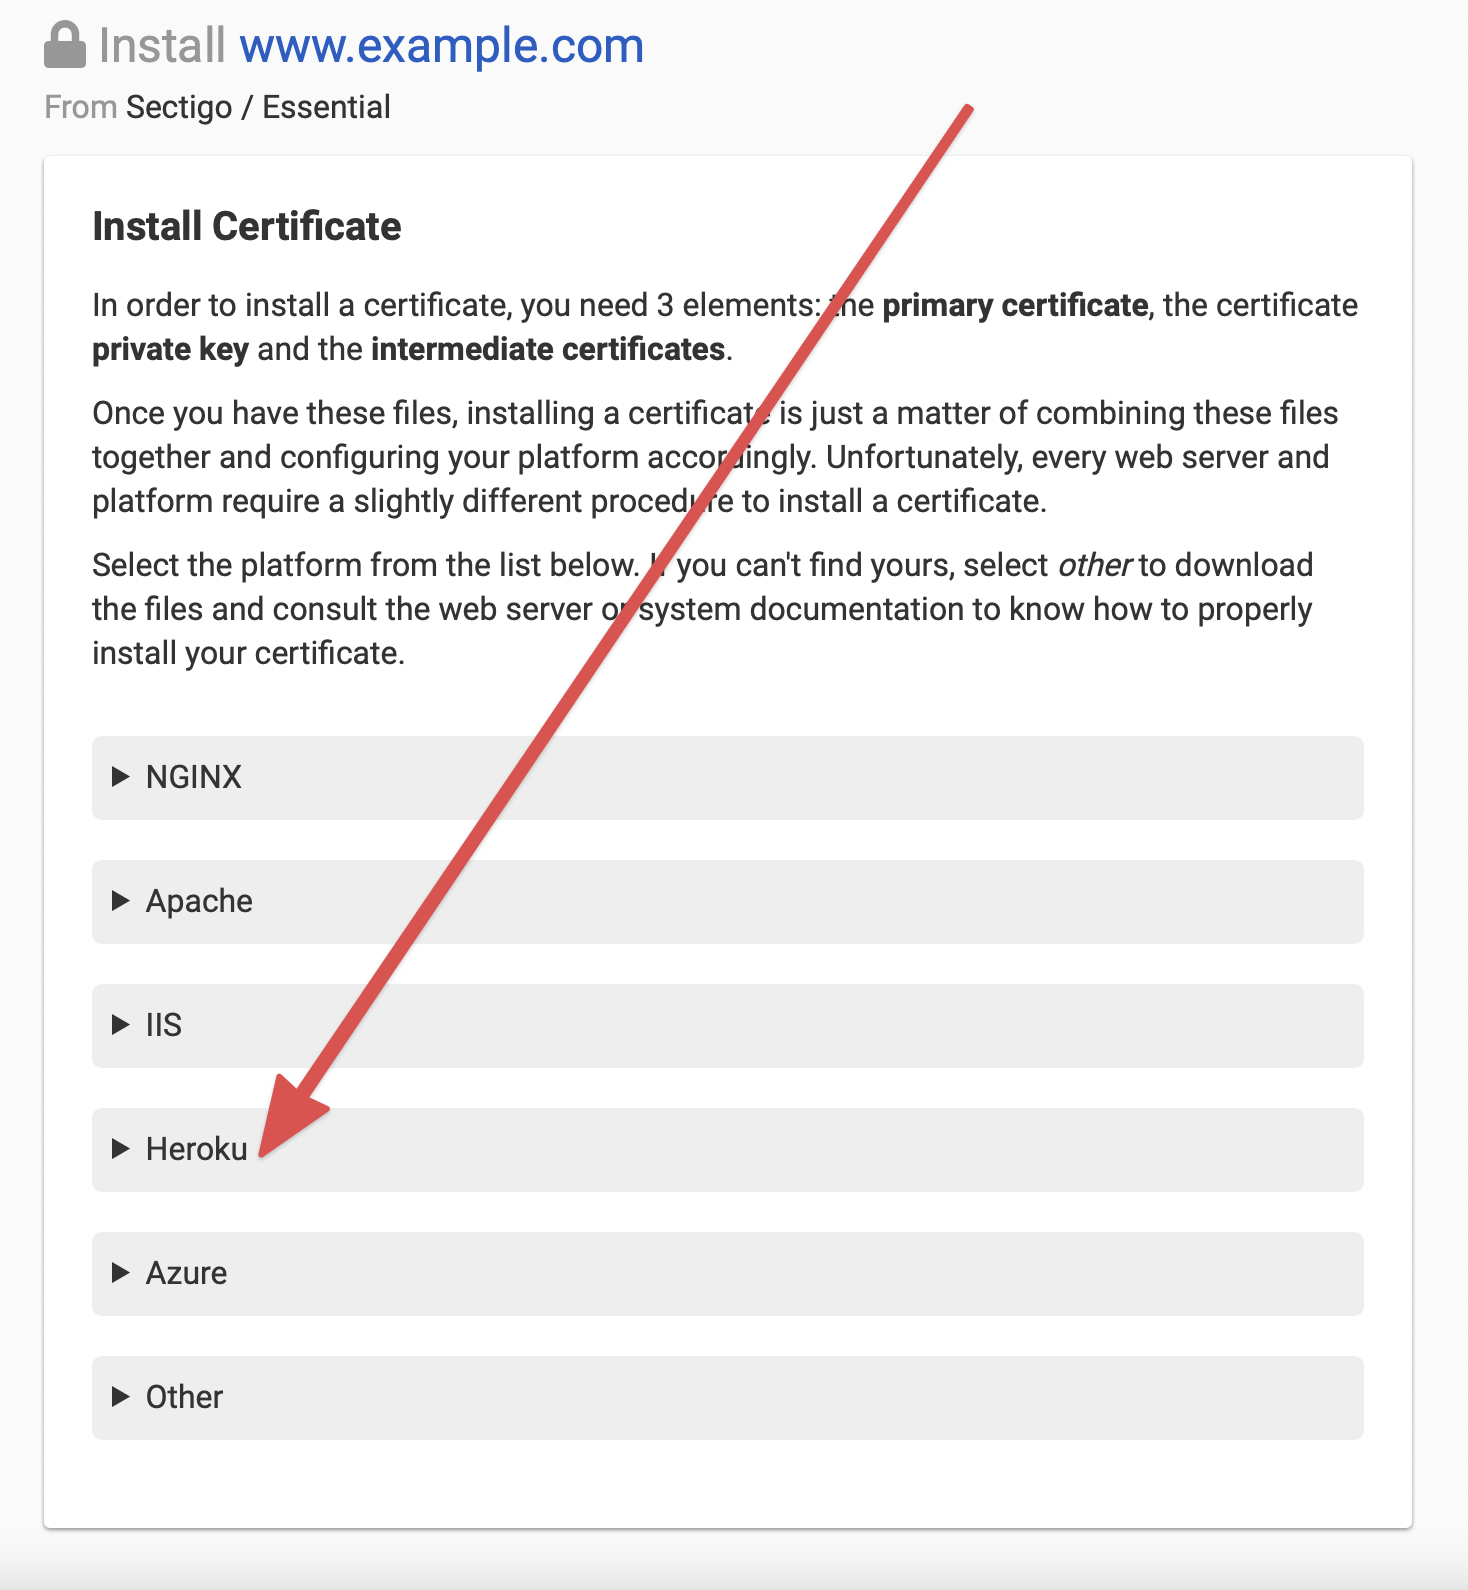 Install www.example.com
From Sectigo / Essential
Install Certificate
In order to install a certificate, you need 3 elements: the primary certificate, the certificate
private key and the intermediate certificates.
Once you have these files, installing a certificate is just a matter of combining these files
together and configuring your platform accordingly. Unfortunately, every web server and
platform require a slightly different procedure to install a certificate.
Select the platform from the list below. If you can't find yours, select other to download
the files and consult the web server or system documentation to know how to properly
install your certificate.
NGINX
Apache
IIS
Heroku
Azure
Other